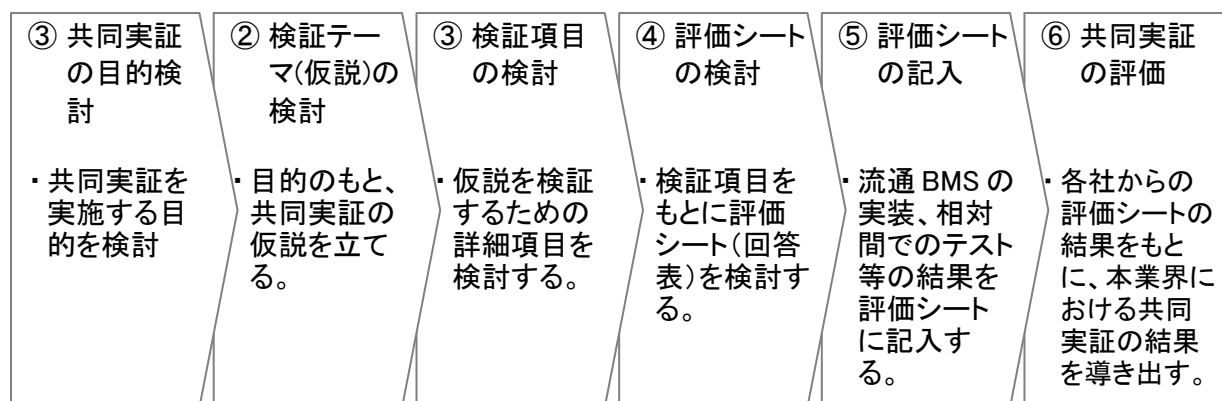 ③ 共同実証
の目的検
討
・共同実証を
実施する目
的を検討
② 検証テー
マ(仮説)の
検討
・目的のもと、
共同実証の
仮説を立て
る。
③ 検証項目
の検討
・仮説を検証
するための
詳細項目を
検討する。
④ 評価シート
の検討
・検証項目を
もとに評価
シート(回答
表)を検討す
る。
⑤ 評価シート
の記入
・流通 BMS の
実装、相対
間でのテスト
等の結果を
評価シート
に記入す
る。
⑥ 共同実証
の評価
・各社からの
評価シートの
結果をもと
に、本業界に
おける共同
実証の結果
を導き出す。